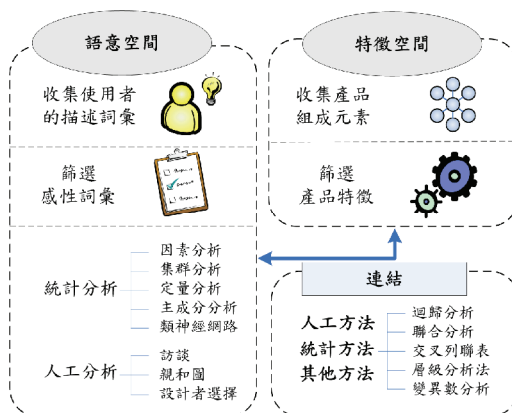 語意空間
收集使用者
的描述詞彙
篩選
感性詞彙
統計分析
因素分析
集群分析
定量分析
主成分分析
類神經網路
人工分析
訪談
親和圖
設計者選擇
特徵空間
收集產品
組成元素
篩選
產品特徵
連結
人工方法
統計方法
其他方法
迴歸分析
聯合分析
交叉列聯表
層級分析法
變異數分析